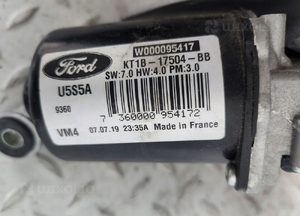 W000095417
Ford
KT1B-17504-BB
SW:7.0 HW:4.0 PM:3.0
U5S5A
9360
VM4
07.07.19 23:35A Made in France
7 360000 954172